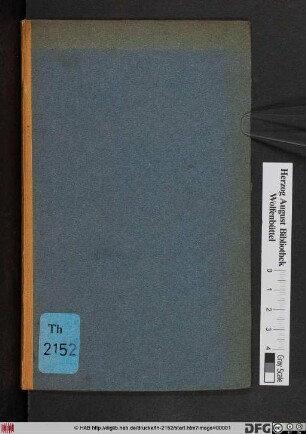 Th
2152
Herzog August Bibliothek
Wolfenbüttel
0
1
2
3
4
Gray Scale
© HAB http://diglib.hab.de/drucke/th-2152/start.htm?image=00001
DFG